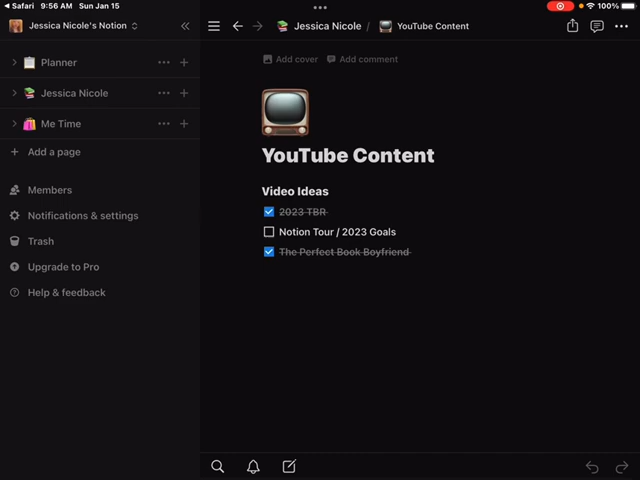 Safari 9:56 AM Sun Jan 15
100%
Jessica Nicole's Notion
Jessica Nicole / YouTube Content
Planner
Jessica Nicole
Me Time
Add a page
Members
Notifications & settings
Trash
Upgrade to Pro
Help & feedback
Add cover Add comment
YouTube Content
Video Ideas
2023 TBR
Notion Tour / 2023 Goals
The Perfect Book Boyfriend